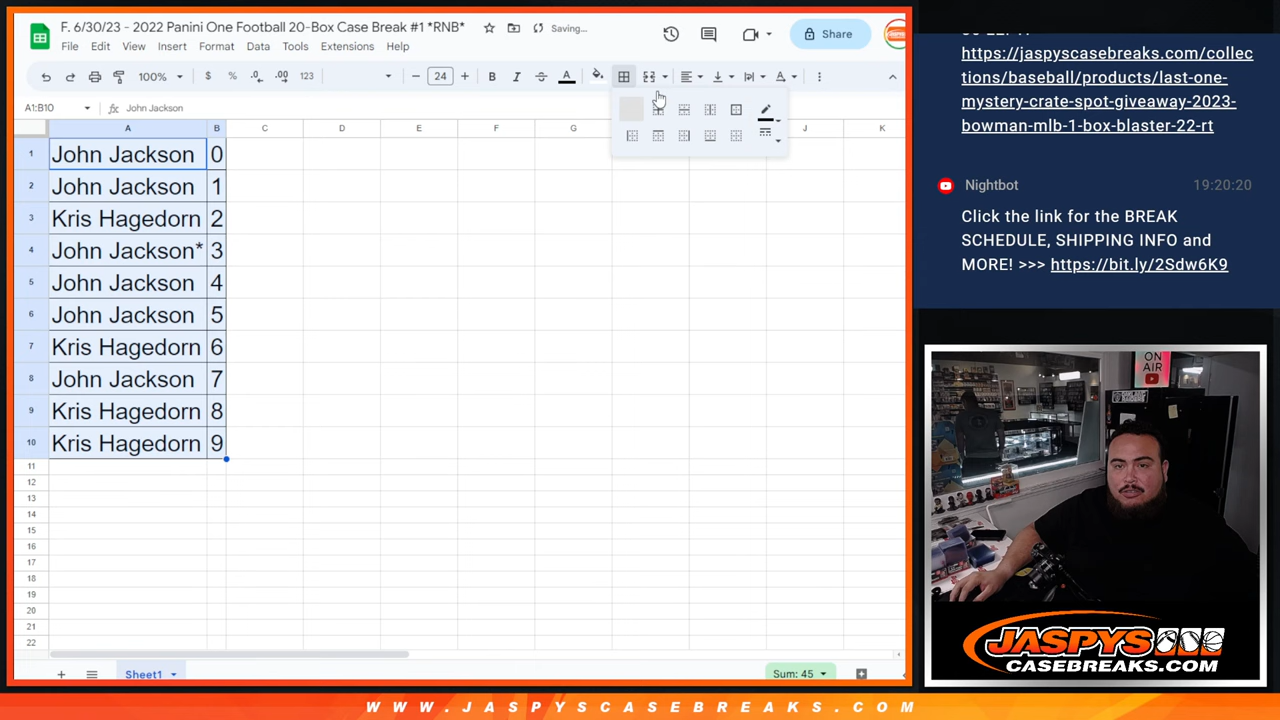 F. 6/30/23 - 2022 Panini One Football 20-Box Case Break #1 *RNB*
Saving...
File Edit View Insert Format Data Tools Extensions Help
Share
100% $ % .0 .00 123 24 B I A
A1:B10 fx John Jackson
A B C D E F G J K
1 John Jackson 0
2 John Jackson 1
3 Kris Hagedorn 2
4 John Jackson* 3
5 John Jackson 4
6 John Jackson 5
7 Kris Hagedorn 6
8 John Jackson 7
9 Kris Hagedorn 8
10 Kris Hagedorn 9
11
12
13
14
15
16
17
18
19
20
21
22
Sheet1
Sum: 45
https://jaspyscasebreaks.com/collec
tions/baseball/products/last-one-
mystery-crate-spot-giveaway-2023-
bowman-mlb-1-box-blaster-22-rt
Nightbot 19:20:20
Click the link for the BREAK
SCHEDULE, SHIPPING INFO and
MORE! >>> https://bit.ly/2Sdw6K9
ON
AIR
JASPYS
CASEBREAKS.COM
WWW.JASPYSCASEBREAKS.COM